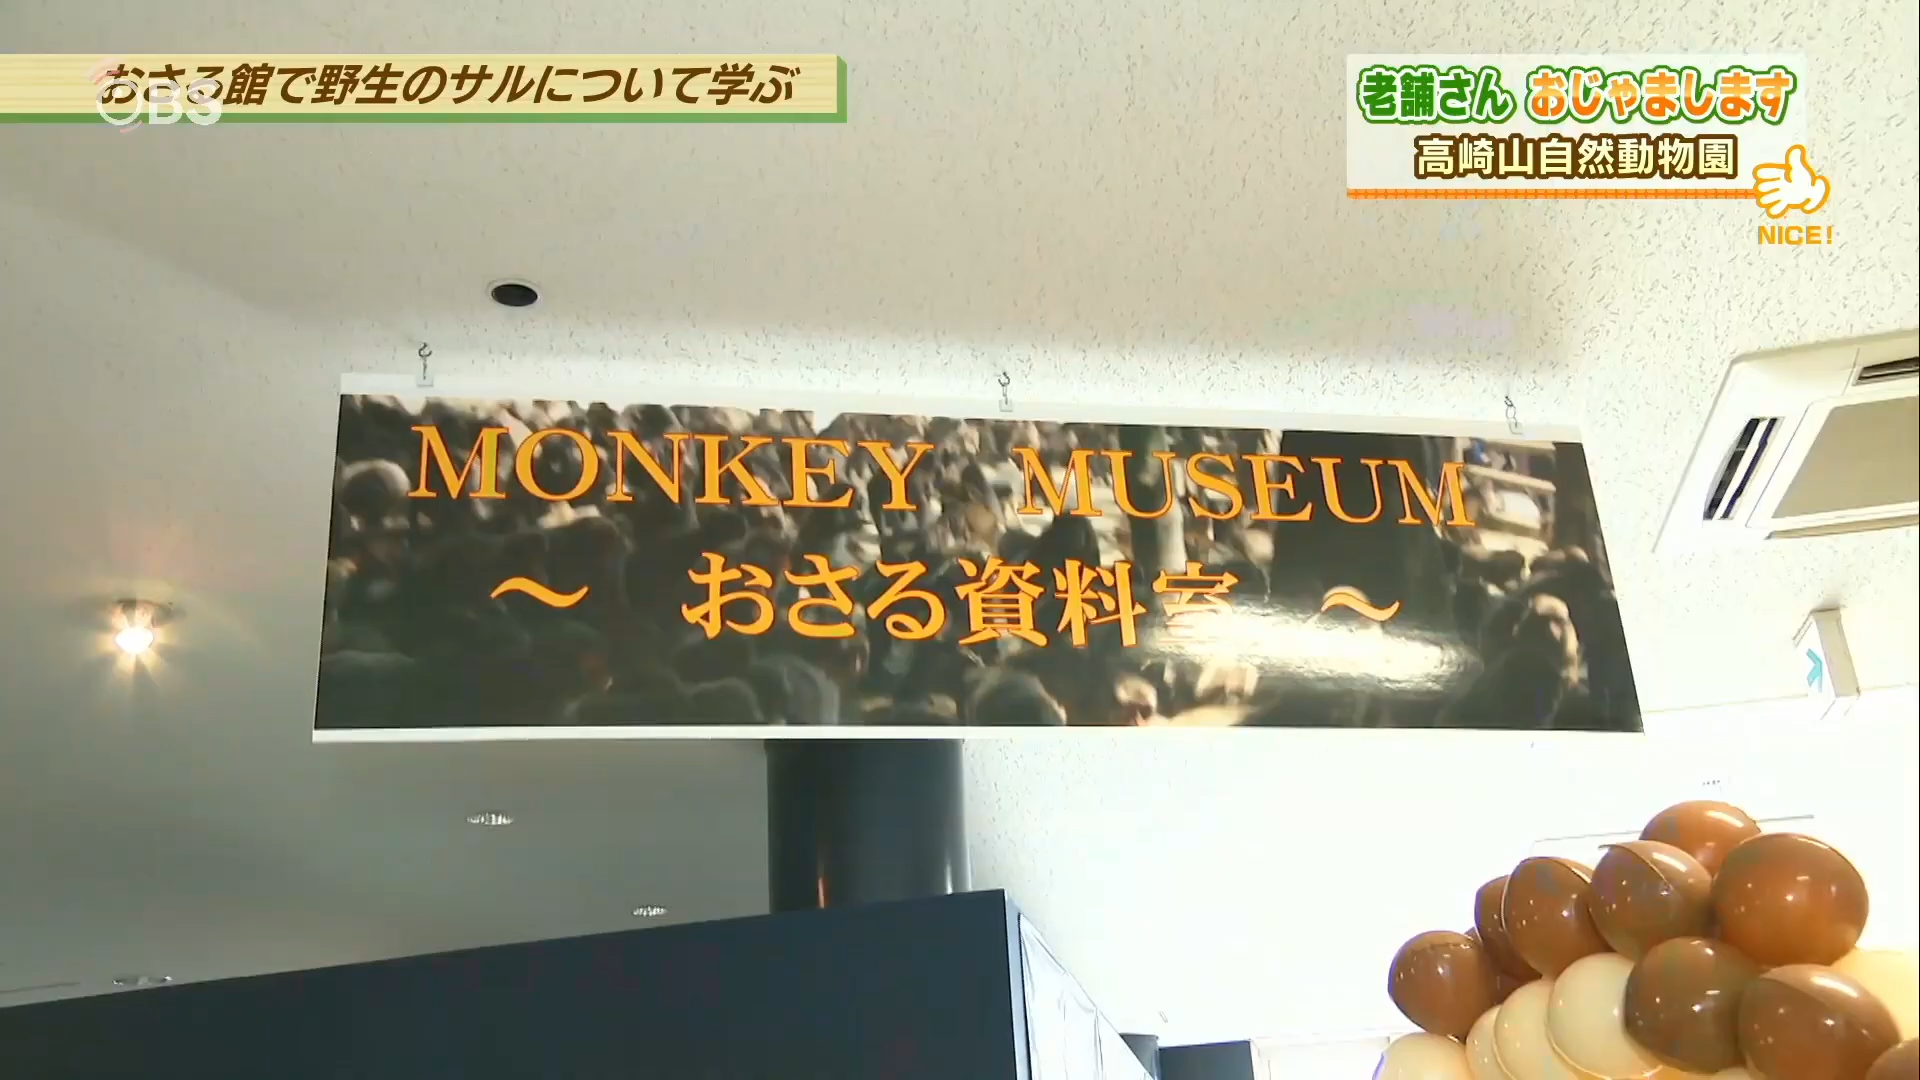 おさる館で野生のサルについて学ぶ
OBS
老舗さん おじゃまします
高崎山自然動物園
NICE!
MONKEY MUSEUM
～ おさる資料室 ～